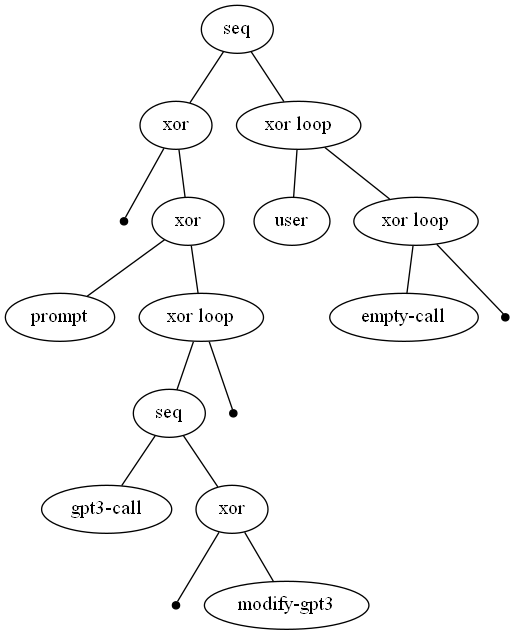 seq
xor
xor loop
xor
user
xor loop
prompt
xor loop
empty-call
seq
gpt3-call
xor
modify-gpt3